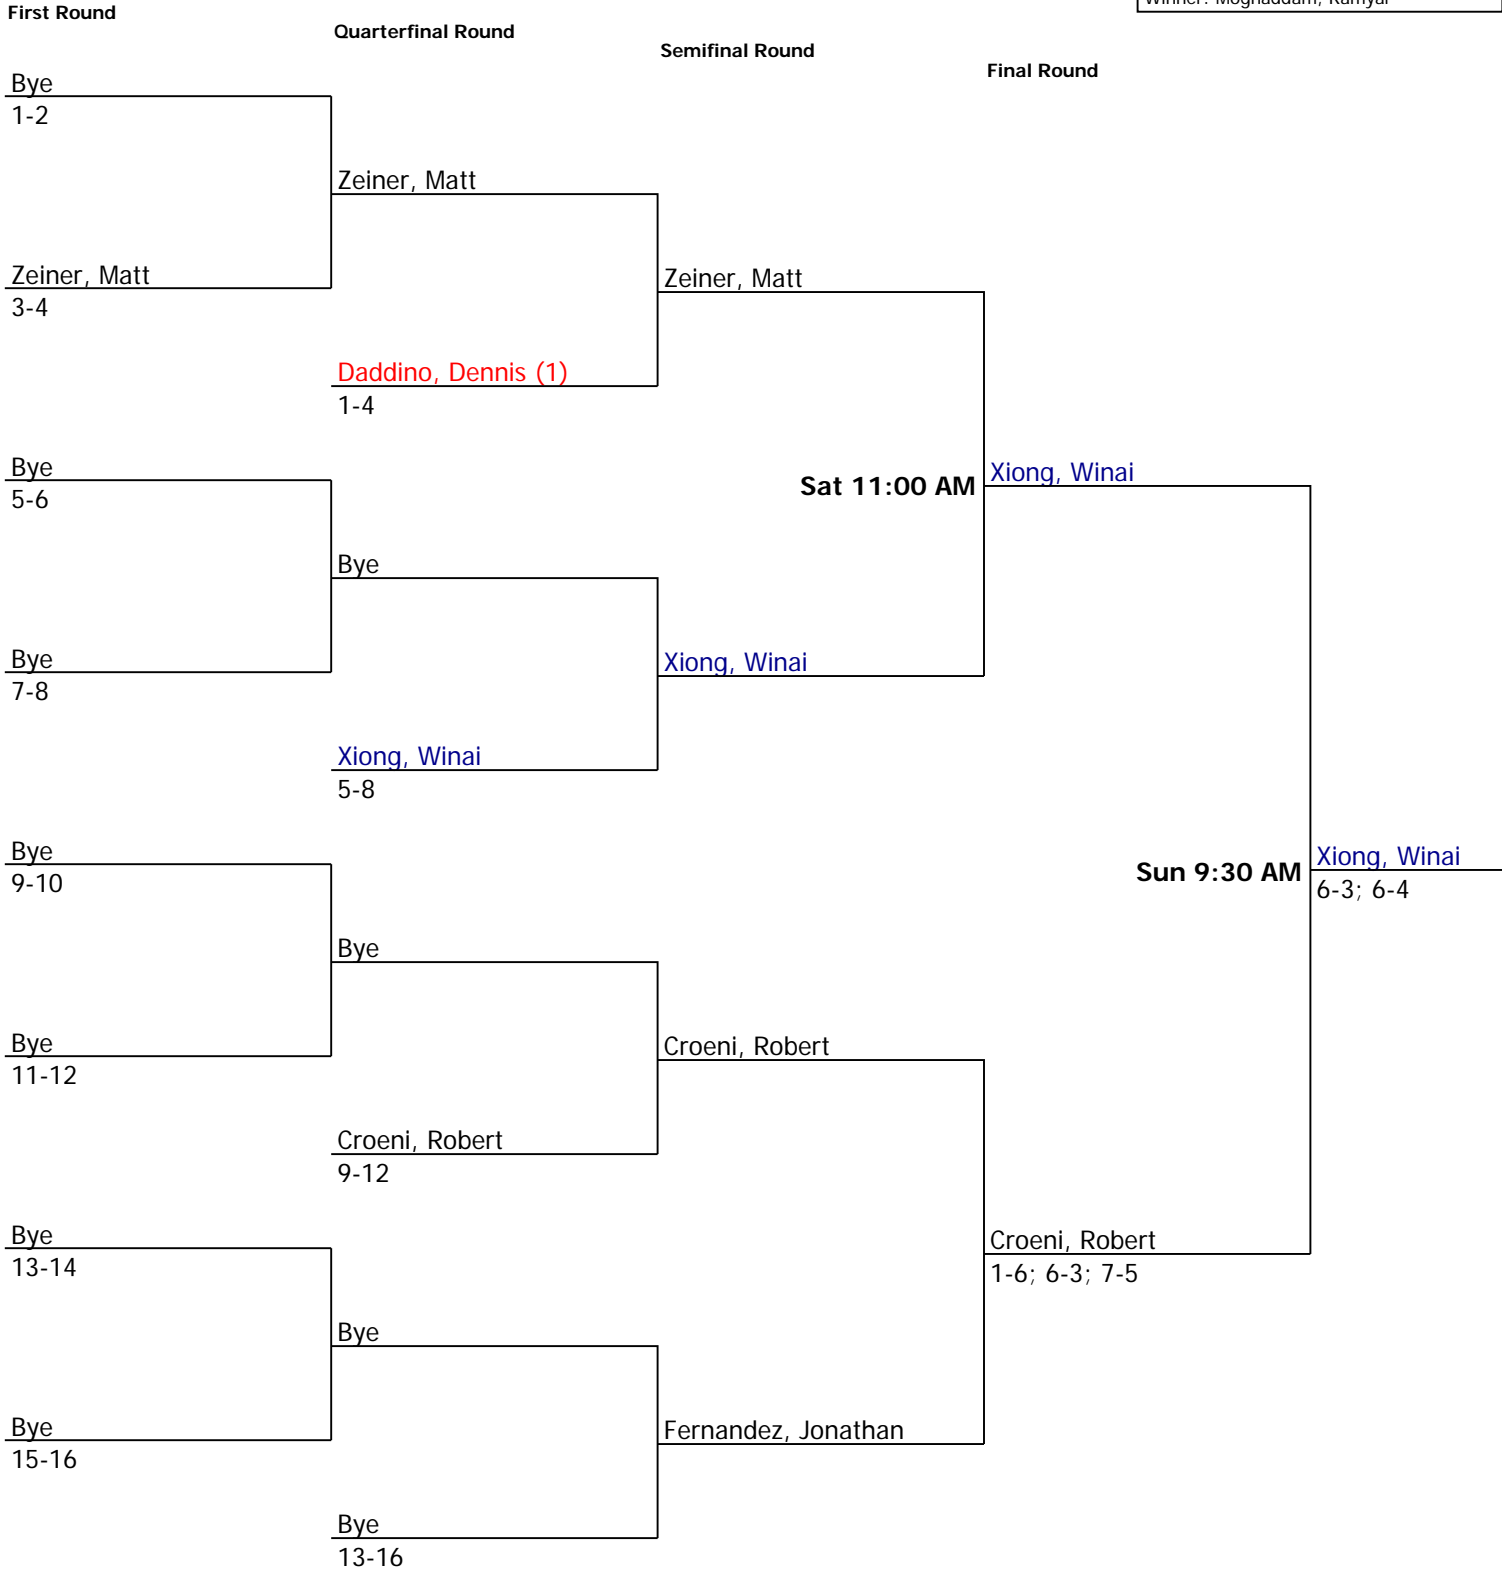 Winner: Moghaddam, Kamyar
First Round
Quarterfinal Round
Semifinal Round
Final Round
Bye
1-2
Zeiner, Matt
Zeiner, Matt
3-4
Zeiner, Matt
Daddino, Dennis (1)
1-4
Bye
5-6
Sat 11:00 AM
Xiong, Winai
Bye
Bye
7-8
Xiong, Winai
Xiong, Winai
5-8
Bye
9-10
Sun 9:30 AM
Xiong, Winai
6-3; 6-4
Bye
Bye
11-12
Croeni, Robert
Croeni, Robert
9-12
Bye
13-14
Croeni, Robert
1-6; 6-3; 7-5
Bye
Bye
15-16
Fernandez, Jonathan
Bye
13-16